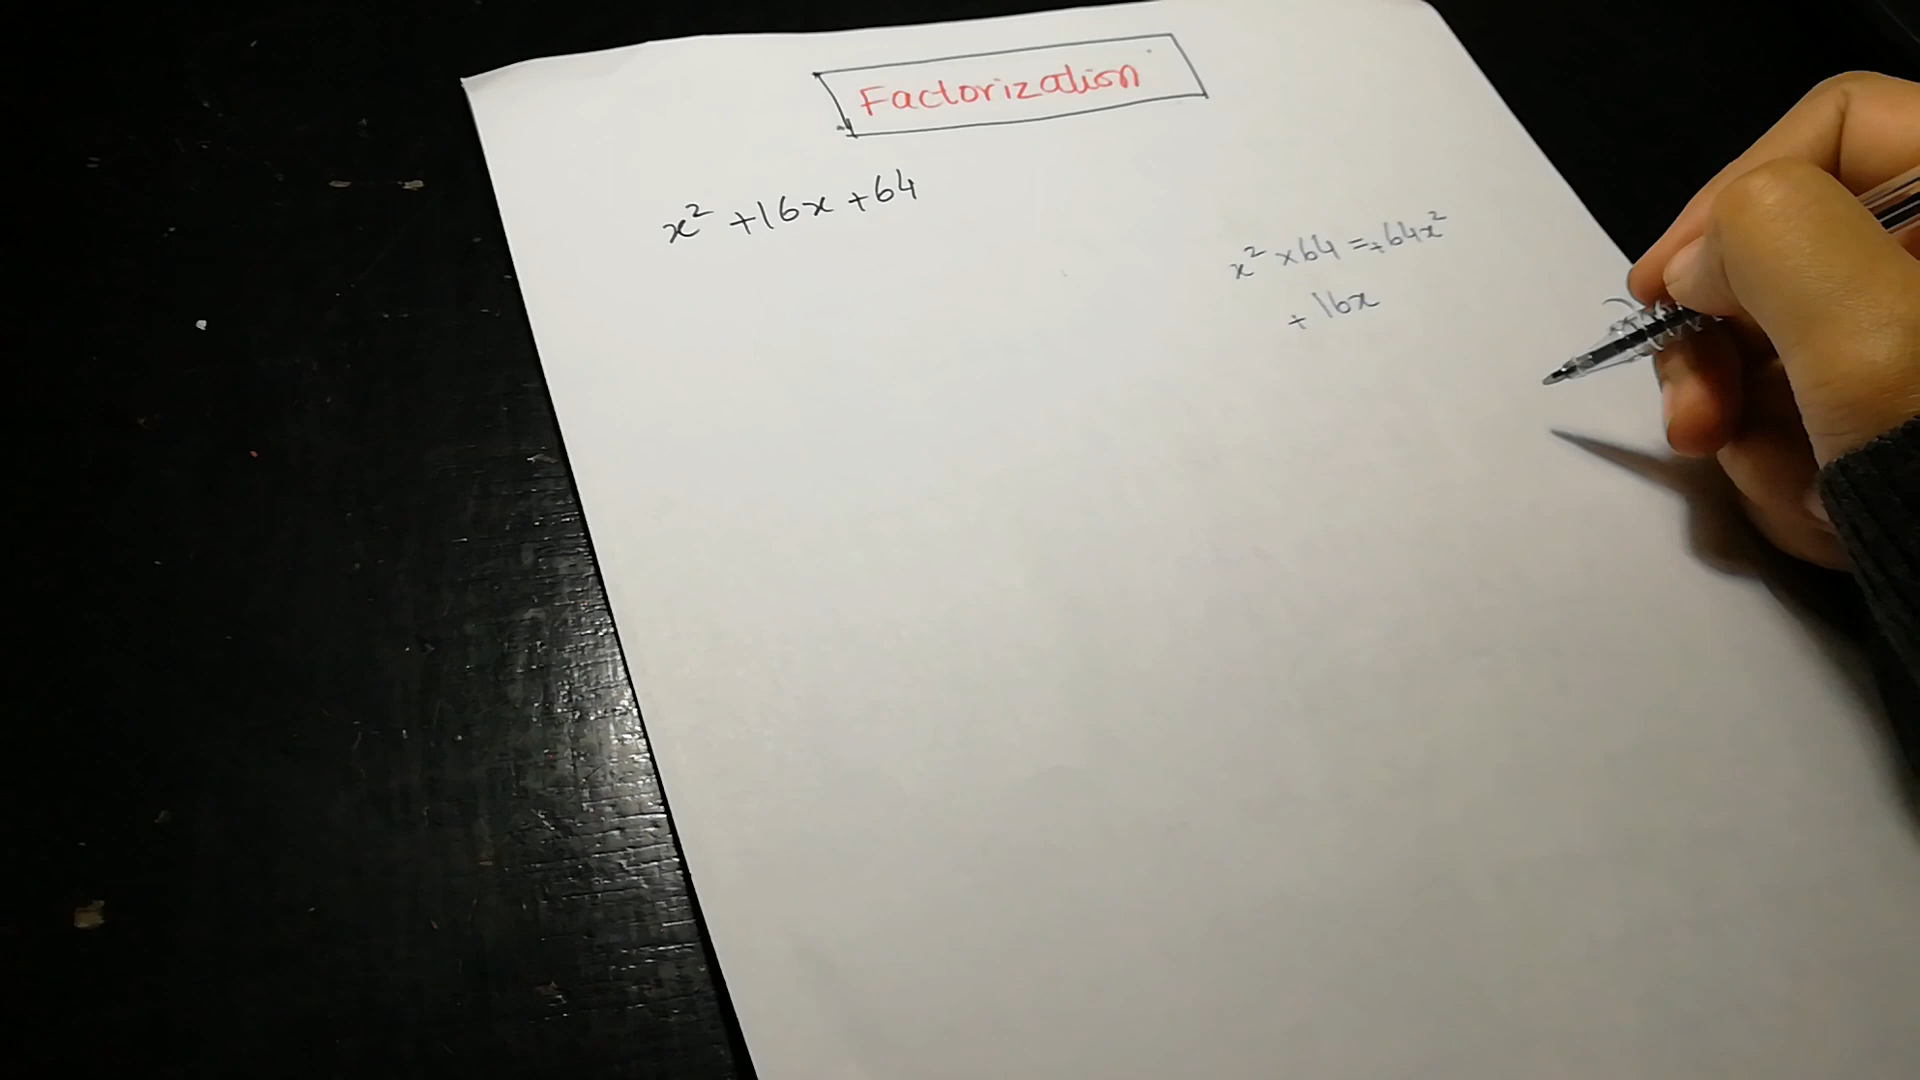 Factorization
x² +16x +64
x² ×64 =+64x²
+ 16x